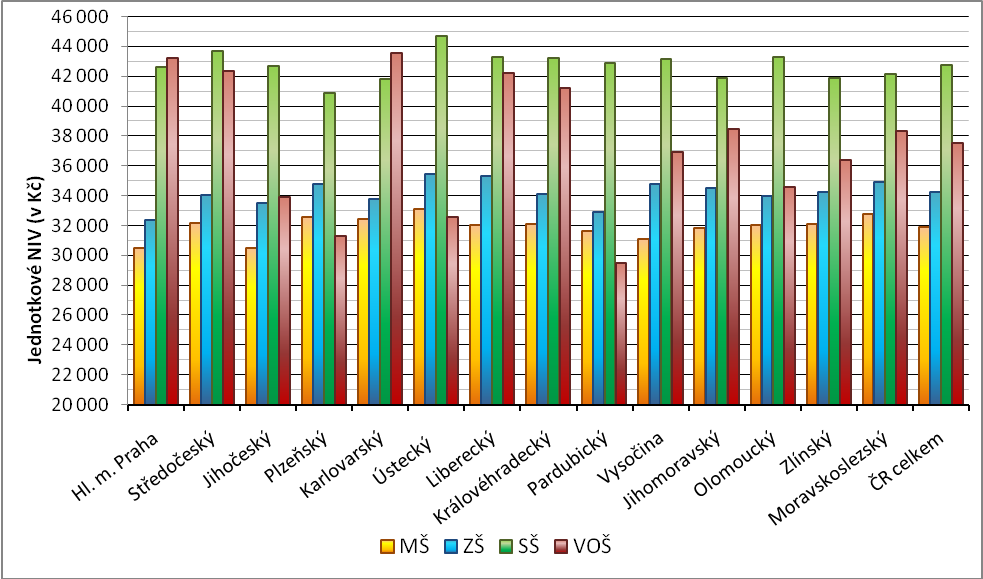 46 000
44 000
42 000
40 000
38 000
36 000
34 000
32 000
30 000
28 000
26 000
24 000
22 000
20 000
Jednotkové NIV (v Kč)
Hl. m. Praha
Středočeský
Jihočeský
Plzeňský
Karlovarský
Ústecký
Liberecký
Královéhradecký
Pardubický
Vysočina
Jihomoravský
Olomoucký
Zlínský
Moravskoslezský
ČR celkem
MŠ ZŠ SŠ VOŠ